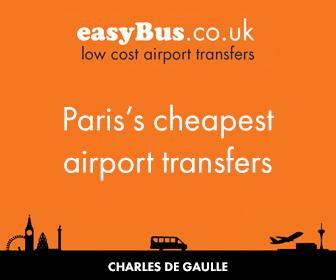 easyBus.co.uk
low cost airport transfers
Paris’s cheapest
airport transfers
CHARLES DE GAULLE